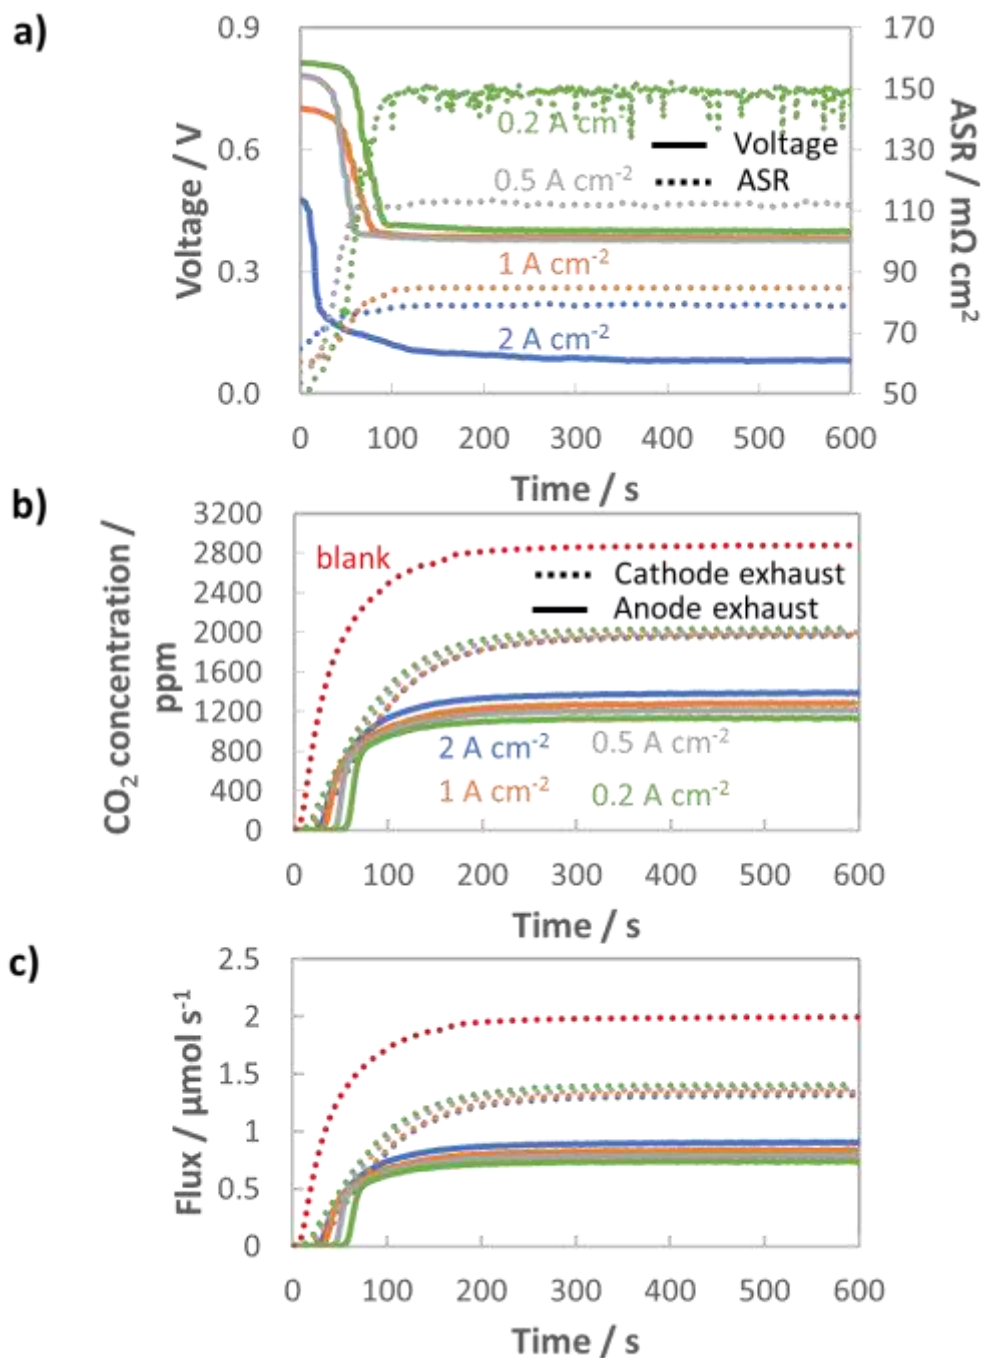 a)
0.9
0.6
0.3
0.0
Voltage / V
170
150
130
110
90
70
50
ASR / mΩ cm2
0.2 A cm-
Voltage
0.5 A cm-2
ASR
1 A cm-2
2 A cm-2
0 100 200 300 400 500 600
Time / s
b)
CO2 concentration /
ppm
3200
2800
2400
2000
1600
1200
800
400
0
blank
Cathode exhaust
Anode exhaust
2 A cm-2 0.5 A cm-2
1 A cm-2 0.2 A cm-2
0 100 200 300 400 500 600
Time / s
c)
Flux / µmol s-1
2.5
2
1.5
1
0.5
0
0 100 200 300 400 500 600
Time / s